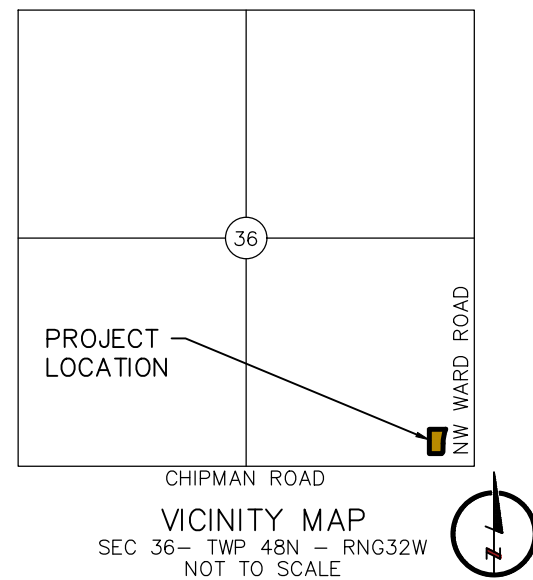 36
PROJECT
LOCATION
NW WARD ROAD
CHIPMAN ROAD
VICINITY MAP
SEC 36- TWP 48N - RNG32W
NOT TO SCALE
N